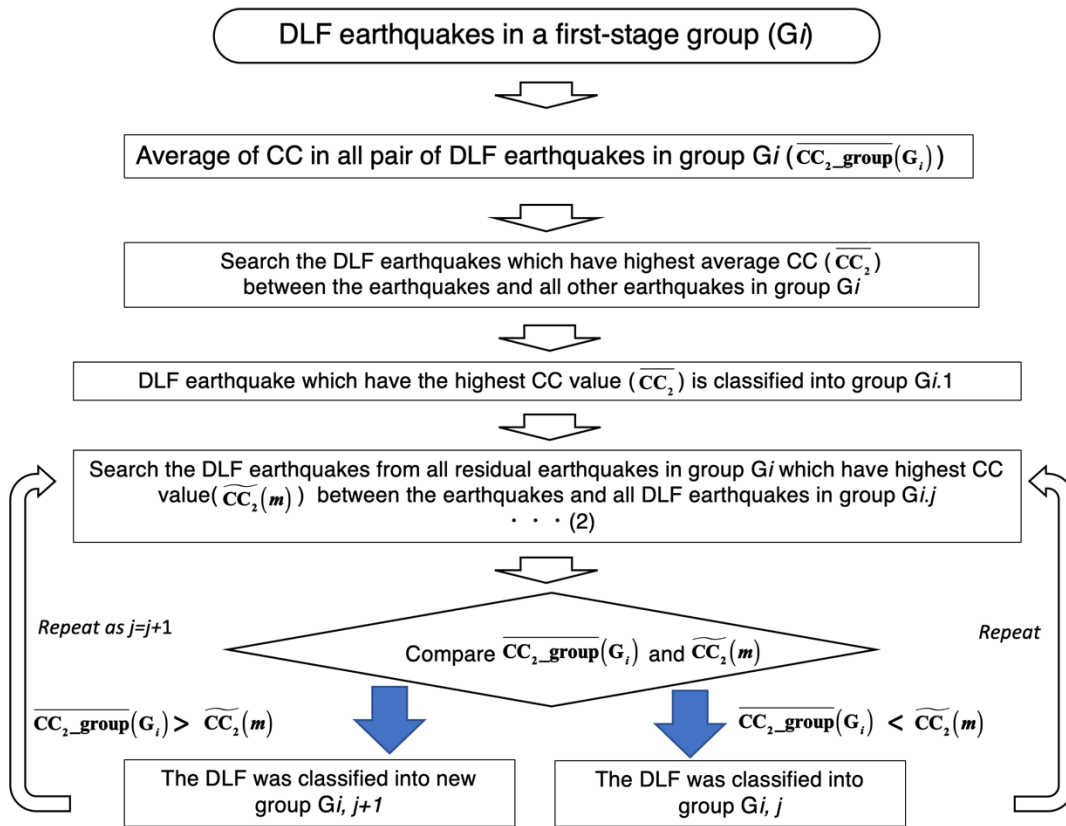 DLF earthquakes in a first-stage group (Gi)
Average of CC in all pair of DLF earthquakes in group Gi (CC₂_group(Gᵢ))
Search the DLF earthquakes which have highest average CC (CC₂)
between the earthquakes and all other earthquakes in group Gi
DLF earthquake which have the highest CC value (CC₂) is classified into group Gi.1
Search the DLF earthquakes from all residual earthquakes in group Gi which have highest CC
value(CC₂(m)) between the earthquakes and all DLF earthquakes in group Gi.j
・・・(2)
Repeat as j=j+1
Repeat
Compare CC₂_group(Gᵢ) and CC₂(m)
CC₂_group(Gᵢ) > CC₂(m)
CC₂_group(Gᵢ) < CC₂(m)
The DLF was classified into new
group Gi, j+1
The DLF was classified into
group Gi, j